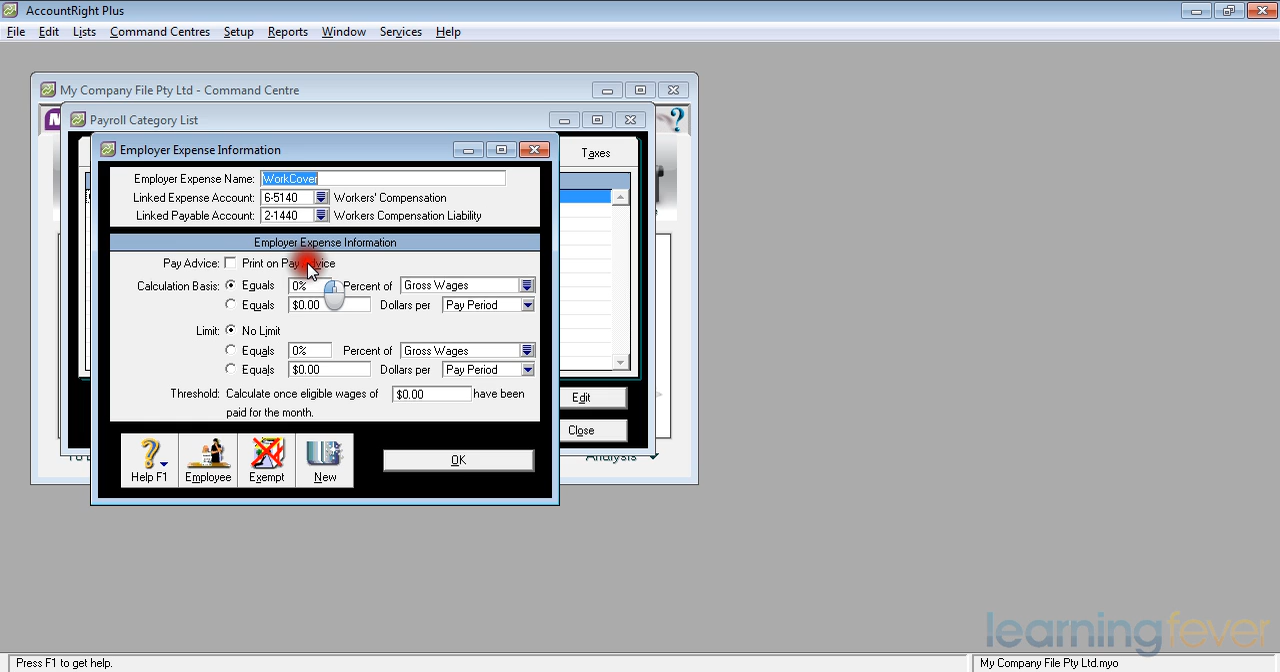 AccountRight Plus
File Edit Lists Command Centres Setup Reports Window Services Help
My Company File Pty Ltd - Command Centre
Payroll Category List
Employer Expense Information
Taxes
Employer Expense Name: WorkCover
Linked Expense Account: 6-5140 Workers' Compensation
Linked Payable Account: 2-1440 Workers Compensation Liability
Employer Expense Information
Pay Advice: Print on Pay Advice
Calculation Basis: Equals 0% Percent of Gross Wages
Equals $0.00 Dollars per Pay Period
Limit: No Limit
Equals 0% Percent of Gross Wages
Equals $0.00 Dollars per Pay Period
Threshold: Calculate once eligible wages of $0.00 have been
paid for the month.
Edit
Close
Analysis
Help F1 Employee Exempt New
OK
learningfever
Press F1 to get help. My Company File Pty Ltd.myo